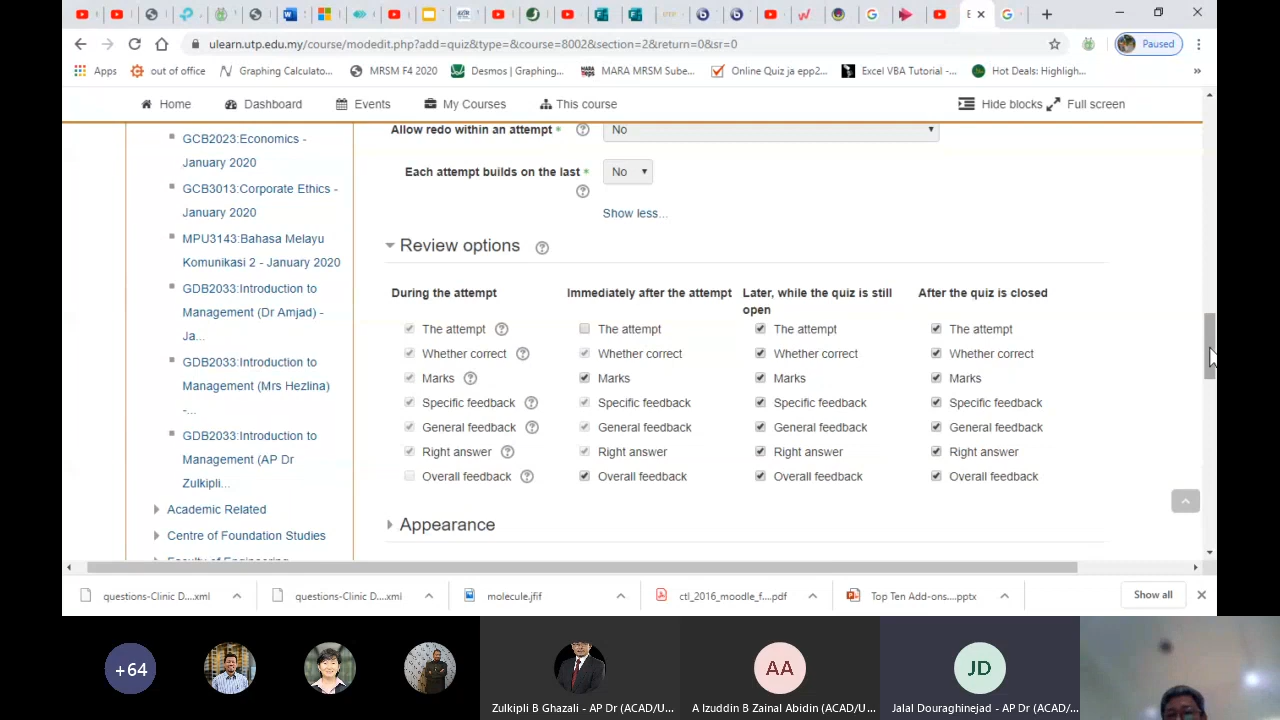 E
ulearn.utp.edu.my/course/modedit.php?add=quiz&type=&course=8002&section=2&return=0&sr=0
Paused
Apps
out of office
Graphing Calculato...
MRSM F4 2020
Desmos | Graphing...
MARA MRSM Sube...
Online Quiz ja epp2...
Excel VBA Tutorial -...
Hot Deals: Highligh...
»
Home
Dashboard
Events
My Courses
This course
Hide blocks
Full screen
GCB2023:Economics -
January 2020
GCB3013:Corporate Ethics -
January 2020
MPU3143:Bahasa Melayu
Komunikasi 2 - January 2020
GDB2033:Introduction to
Management (Dr Amjad) -
Ja...
GDB2033:Introduction to
Management (Mrs Hezlina)
-...
GDB2033:Introduction to
Management (AP Dr
Zulkipli...
Academic Related
Centre of Foundation Studies
Faculty of Engineering
Allow redo within an attempt *
No
Each attempt builds on the last *
No
Show less...
Review options
During the attempt
The attempt
Whether correct
Marks
Specific feedback
General feedback
Right answer
Overall feedback
Immediately after the attempt
The attempt
Whether correct
Marks
Specific feedback
General feedback
Right answer
Overall feedback
Later, while the quiz is still
open
The attempt
Whether correct
Marks
Specific feedback
General feedback
Right answer
Overall feedback
After the quiz is closed
The attempt
Whether correct
Marks
Specific feedback
General feedback
Right answer
Overall feedback
Appearance
questions-Clinic D....xml
questions-Clinic D....xml
molecule.jfif
ctl_2016_moodle_f....pdf
Top Ten Add-ons....pptx
Show all
+64
Zulkipli B Ghazali - AP Dr (ACAD/U...
AA
A Izuddin B Zainal Abidin (ACAD/U...
JD
Jalal Douraghinejad - AP Dr (ACAD/...